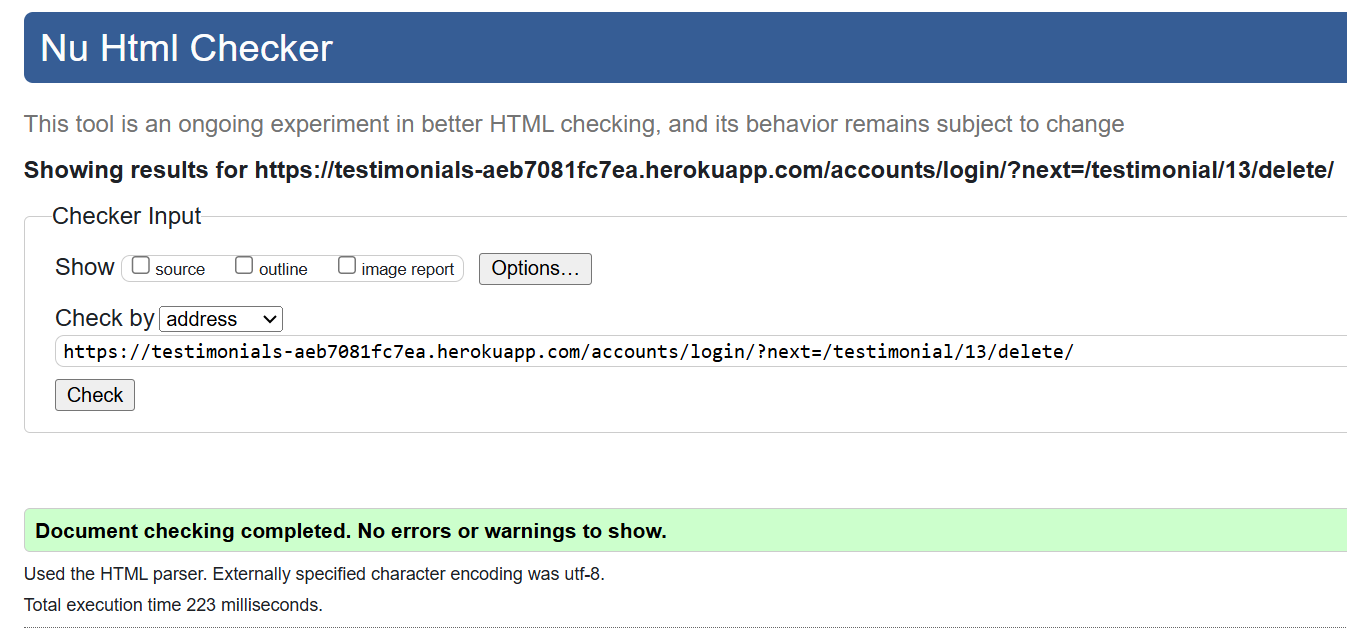 Nu Html Checker
This tool is an ongoing experiment in better HTML checking, and its behavior remains subject to change
Showing results for https://testimonials-aeb7081fc7ea.herokuapp.com/accounts/login/?next=/testimonial/13/delete/
Checker Input
Show source outline image report Options…
Check by address
https://testimonials-aeb7081fc7ea.herokuapp.com/accounts/login/?next=/testimonial/13/delete/
Check
Document checking completed. No errors or warnings to show.
Used the HTML parser. Externally specified character encoding was utf-8.
Total execution time 223 milliseconds.